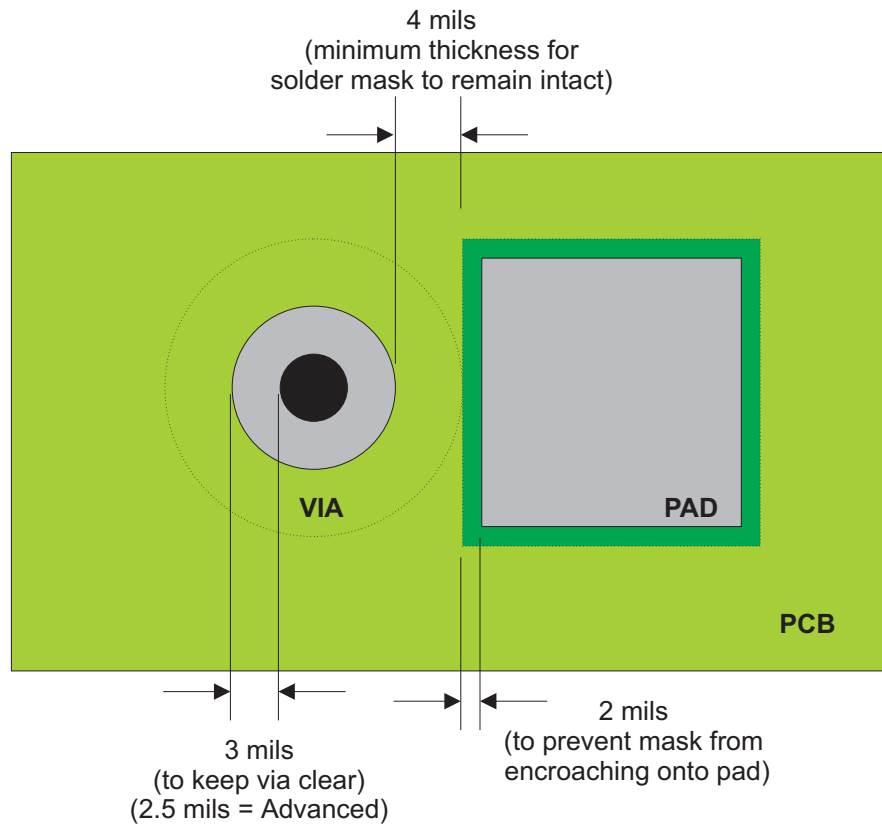 4 mils
(minimum thickness for
solder mask to remain intact)
VIA
PAD
PCB
3 mils
(to keep via clear)
(2.5 mils = Advanced)
2 mils
(to prevent mask from
encroaching onto pad)